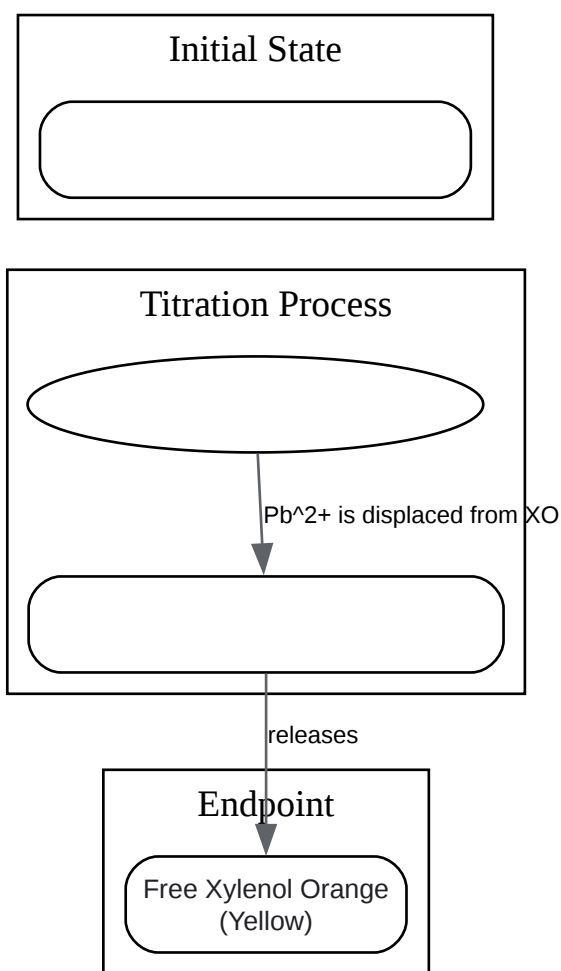 Initial State
Titration Process
Pb^2+ is displaced from XO
releases
Endpoint
Free Xylenol Orange
(Yellow)